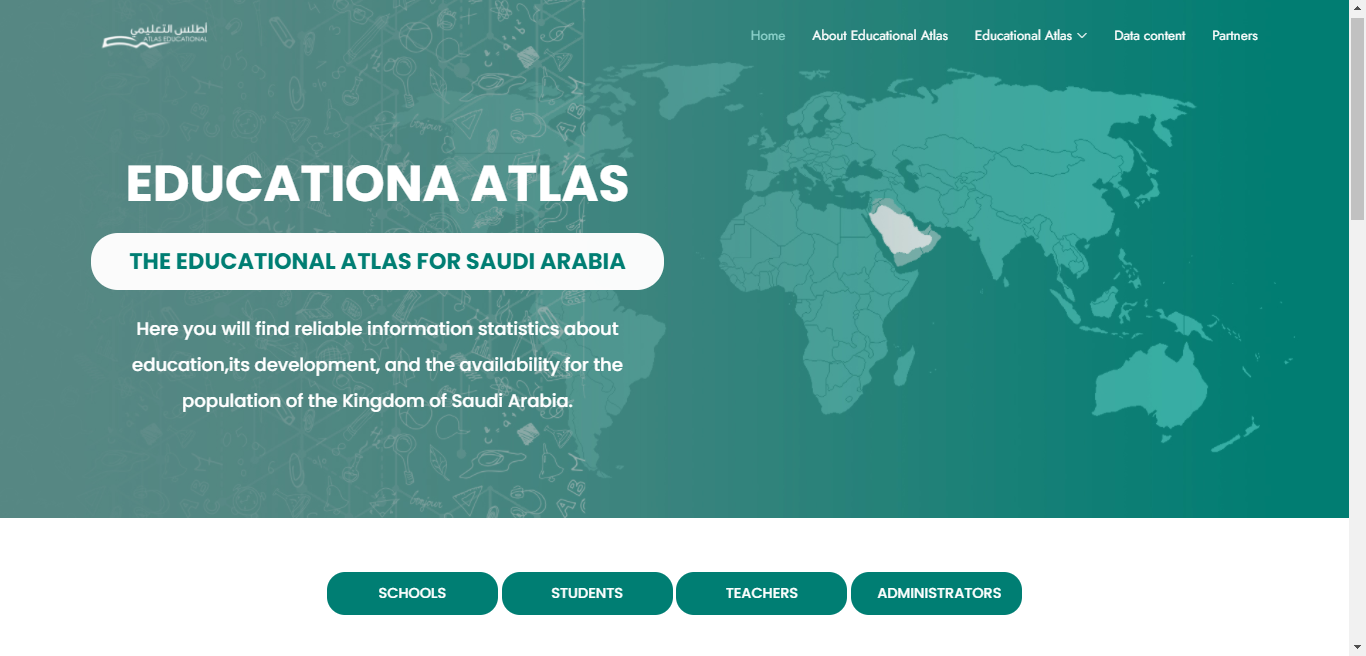 أطلس التعليمي
ATLAS EDUCATIONAL
Home
About Educational Atlas
Educational Atlas
Data content
Partners
EDUCATIONA ATLAS
THE EDUCATIONAL ATLAS FOR SAUDI ARABIA
Here you will find reliable information statistics about
education,its development, and the availability for the
population of the Kingdom of Saudi Arabia.
SCHOOLS
STUDENTS
TEACHERS
ADMINISTRATORS